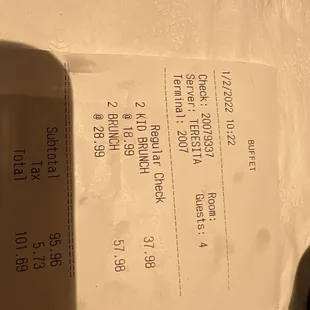 BUFFET
1/2/2022 10:22
Check: 20079337 Room:
Server: TERESITA Guests: 4
Terminal: 2007
Regular Check
2 KID BRUNCH 37.98
@ 18.99
2 BRUNCH 57.98
@ 28.99
Subtotal 95.96
Tax 5.73
Total 101.69